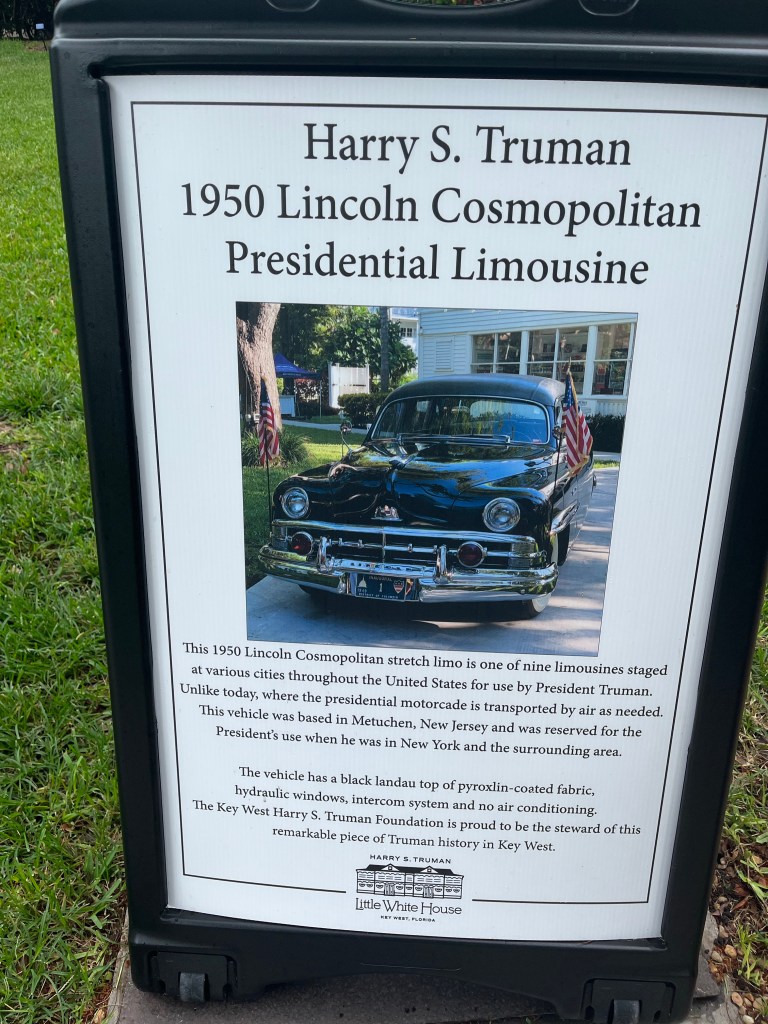 Harry S. Truman
1950 Lincoln Cosmopolitan
Presidential Limousine
1
This 1950 Lincoln Cosmopolitan stretch limo is one of nine limousines staged
at various cities throughout the United States for use by President Truman.
Unlike today, where the presidential motorcade is transported by air as needed.
This vehicle was based in Metuchen, New Jersey and was reserved for the
President's use when he was in New York and the surrounding area.
The vehicle has a black landau top of pyroxlin-coated fabric,
hydraulic windows, intercom system and no air conditioning.
The Key West Harry S. Truman Foundation is proud to be the steward of this
remarkable piece of Truman history in Key West.
HARRY S. TRUMAN
Little White House
KEY WEST, FLORIDA